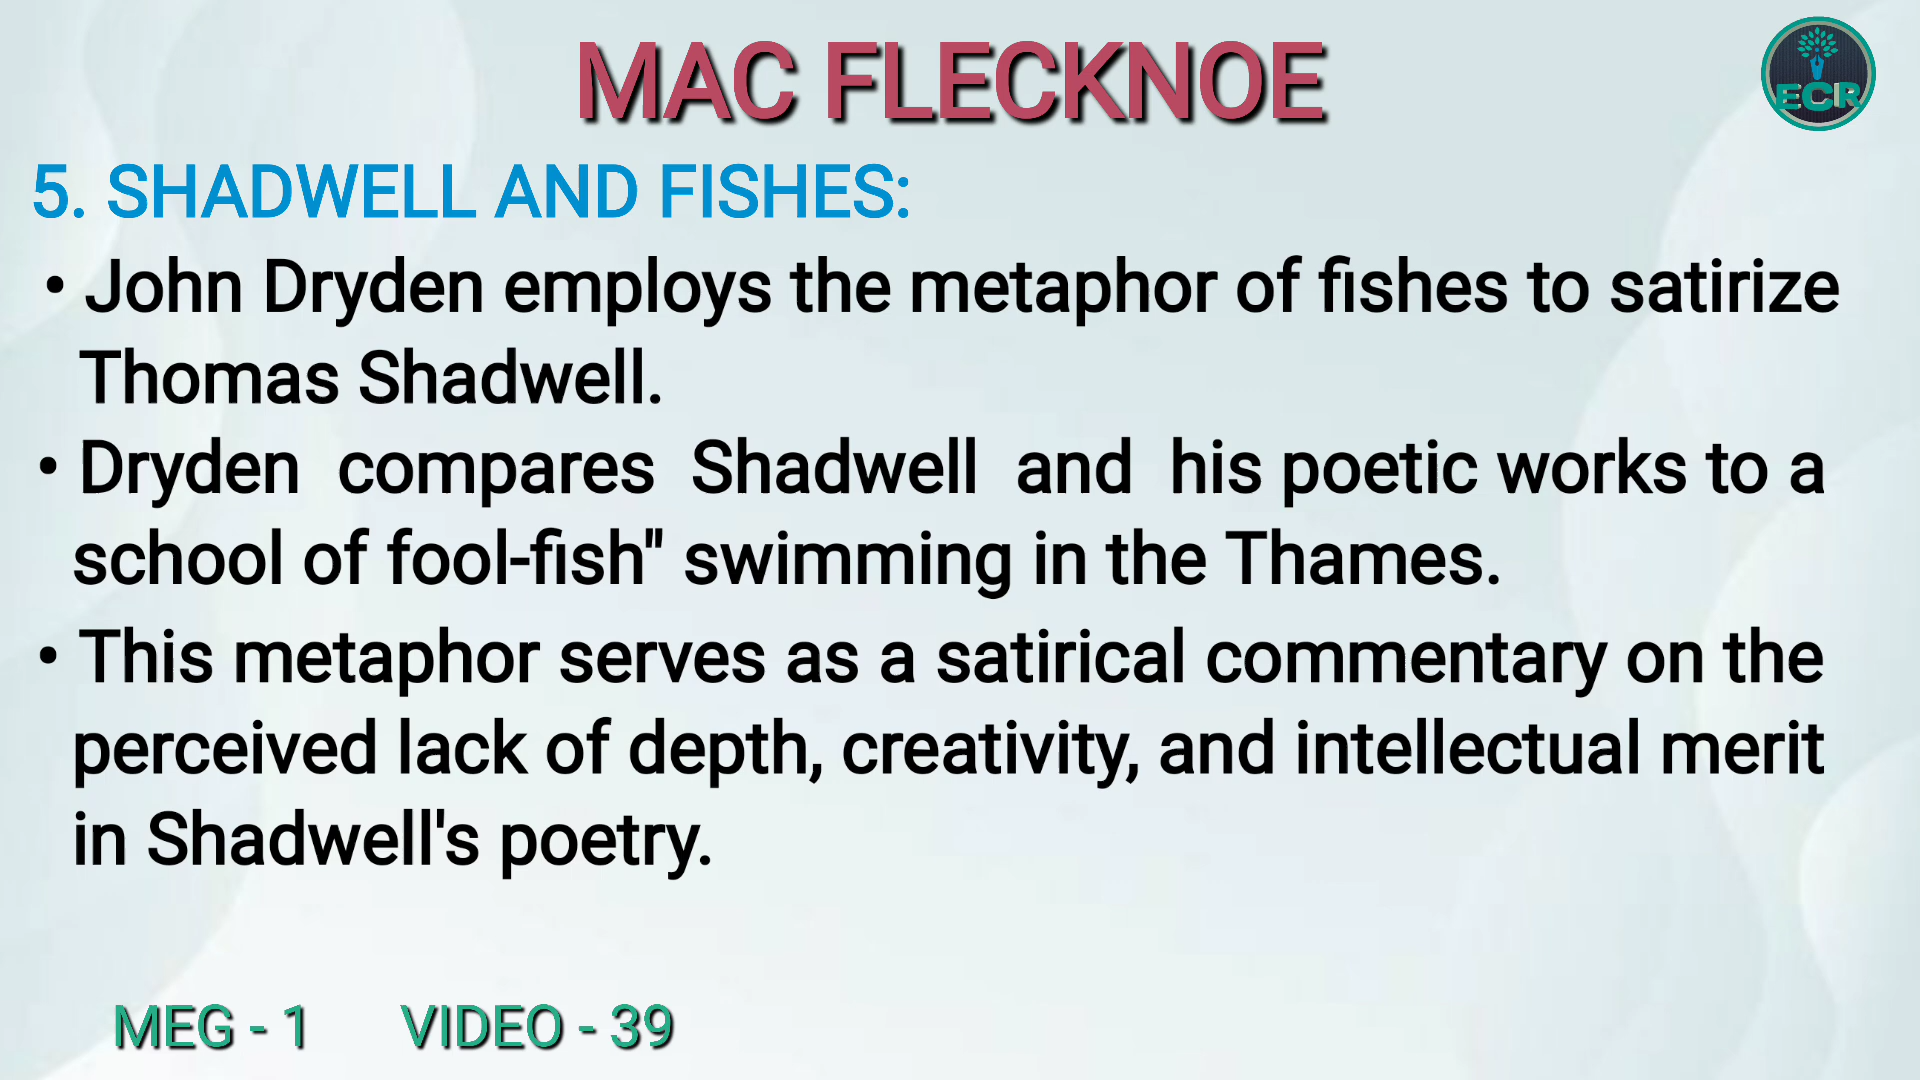 MAC FLECKNOE
ECR
5. SHADWELL AND FISHES:
• John Dryden employs the metaphor of fishes to satirize
Thomas Shadwell.
• Dryden compares Shadwell and his poetic works to a
school of fool-fish" swimming in the Thames.
• This metaphor serves as a satirical commentary on the
perceived lack of depth, creativity, and intellectual merit
in Shadwell's poetry.
MEG - 1 VIDEO - 39